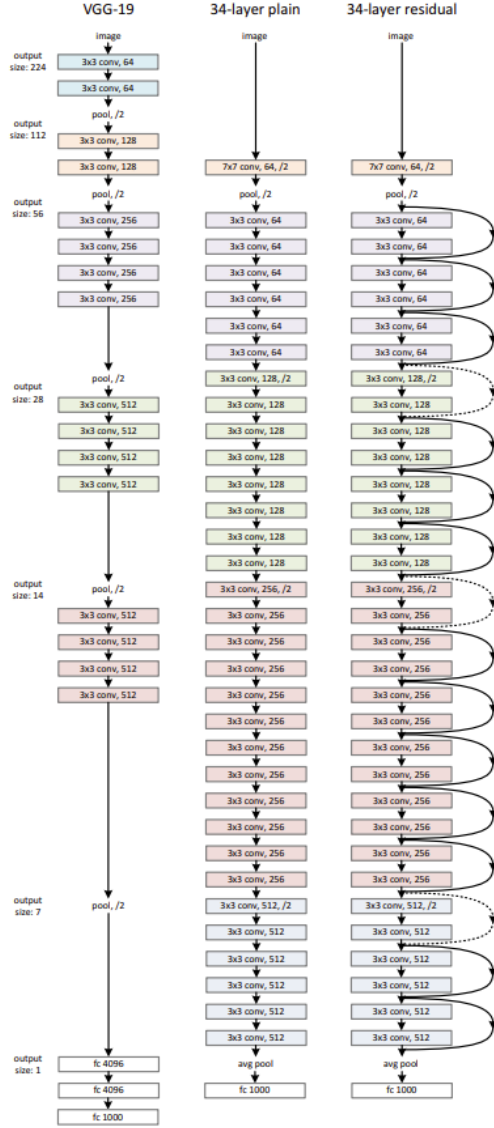 VGG-19
image
3x3 conv, 64
3x3 conv, 64
pool, /2
3x3 conv, 128
3x3 conv, 128
pool, /2
3x3 conv, 256
3x3 conv, 256
3x3 conv, 256
3x3 conv, 256
pool, /2
3x3 conv, 512
3x3 conv, 512
3x3 conv, 512
3x3 conv, 512
pool, /2
3x3 conv, 512
3x3 conv, 512
3x3 conv, 512
3x3 conv, 512
pool, /2
fc 4096
fc 4096
fc 1000
output
size: 224
output
size: 112
output
size: 56
output
size: 28
output
size: 14
output
size: 7
output
size: 1
34-layer plain
image
7x7 conv, 64, /2
pool, /2
3x3 conv, 64
3x3 conv, 64
3x3 conv, 64
3x3 conv, 64
3x3 conv, 64
3x3 conv, 64
3x3 conv, 128, /2
3x3 conv, 128
3x3 conv, 128
3x3 conv, 128
3x3 conv, 128
3x3 conv, 128
3x3 conv, 128
3x3 conv, 128
3x3 conv, 256, /2
3x3 conv, 256
3x3 conv, 256
3x3 conv, 256
3x3 conv, 256
3x3 conv, 256
3x3 conv, 256
3x3 conv, 256
3x3 conv, 256
3x3 conv, 256
3x3 conv, 256
3x3 conv, 256
3x3 conv, 512, /2
3x3 conv, 512
3x3 conv, 512
3x3 conv, 512
3x3 conv, 512
3x3 conv, 512
avg pool
fc 1000
34-layer residual
image
7x7 conv, 64, /2
pool, /2
3x3 conv, 64
3x3 conv, 64
3x3 conv, 64
3x3 conv, 64
3x3 conv, 64
3x3 conv, 64
3x3 conv, 128, /2
3x3 conv, 128
3x3 conv, 128
3x3 conv, 128
3x3 conv, 128
3x3 conv, 128
3x3 conv, 128
3x3 conv, 128
3x3 conv, 256, /2
3x3 conv, 256
3x3 conv, 256
3x3 conv, 256
3x3 conv, 256
3x3 conv, 256
3x3 conv, 256
3x3 conv, 256
3x3 conv, 256
3x3 conv, 256
3x3 conv, 256
3x3 conv, 256
3x3 conv, 512, /2
3x3 conv, 512
3x3 conv, 512
3x3 conv, 512
3x3 conv, 512
3x3 conv, 512
avg pool
fc 1000